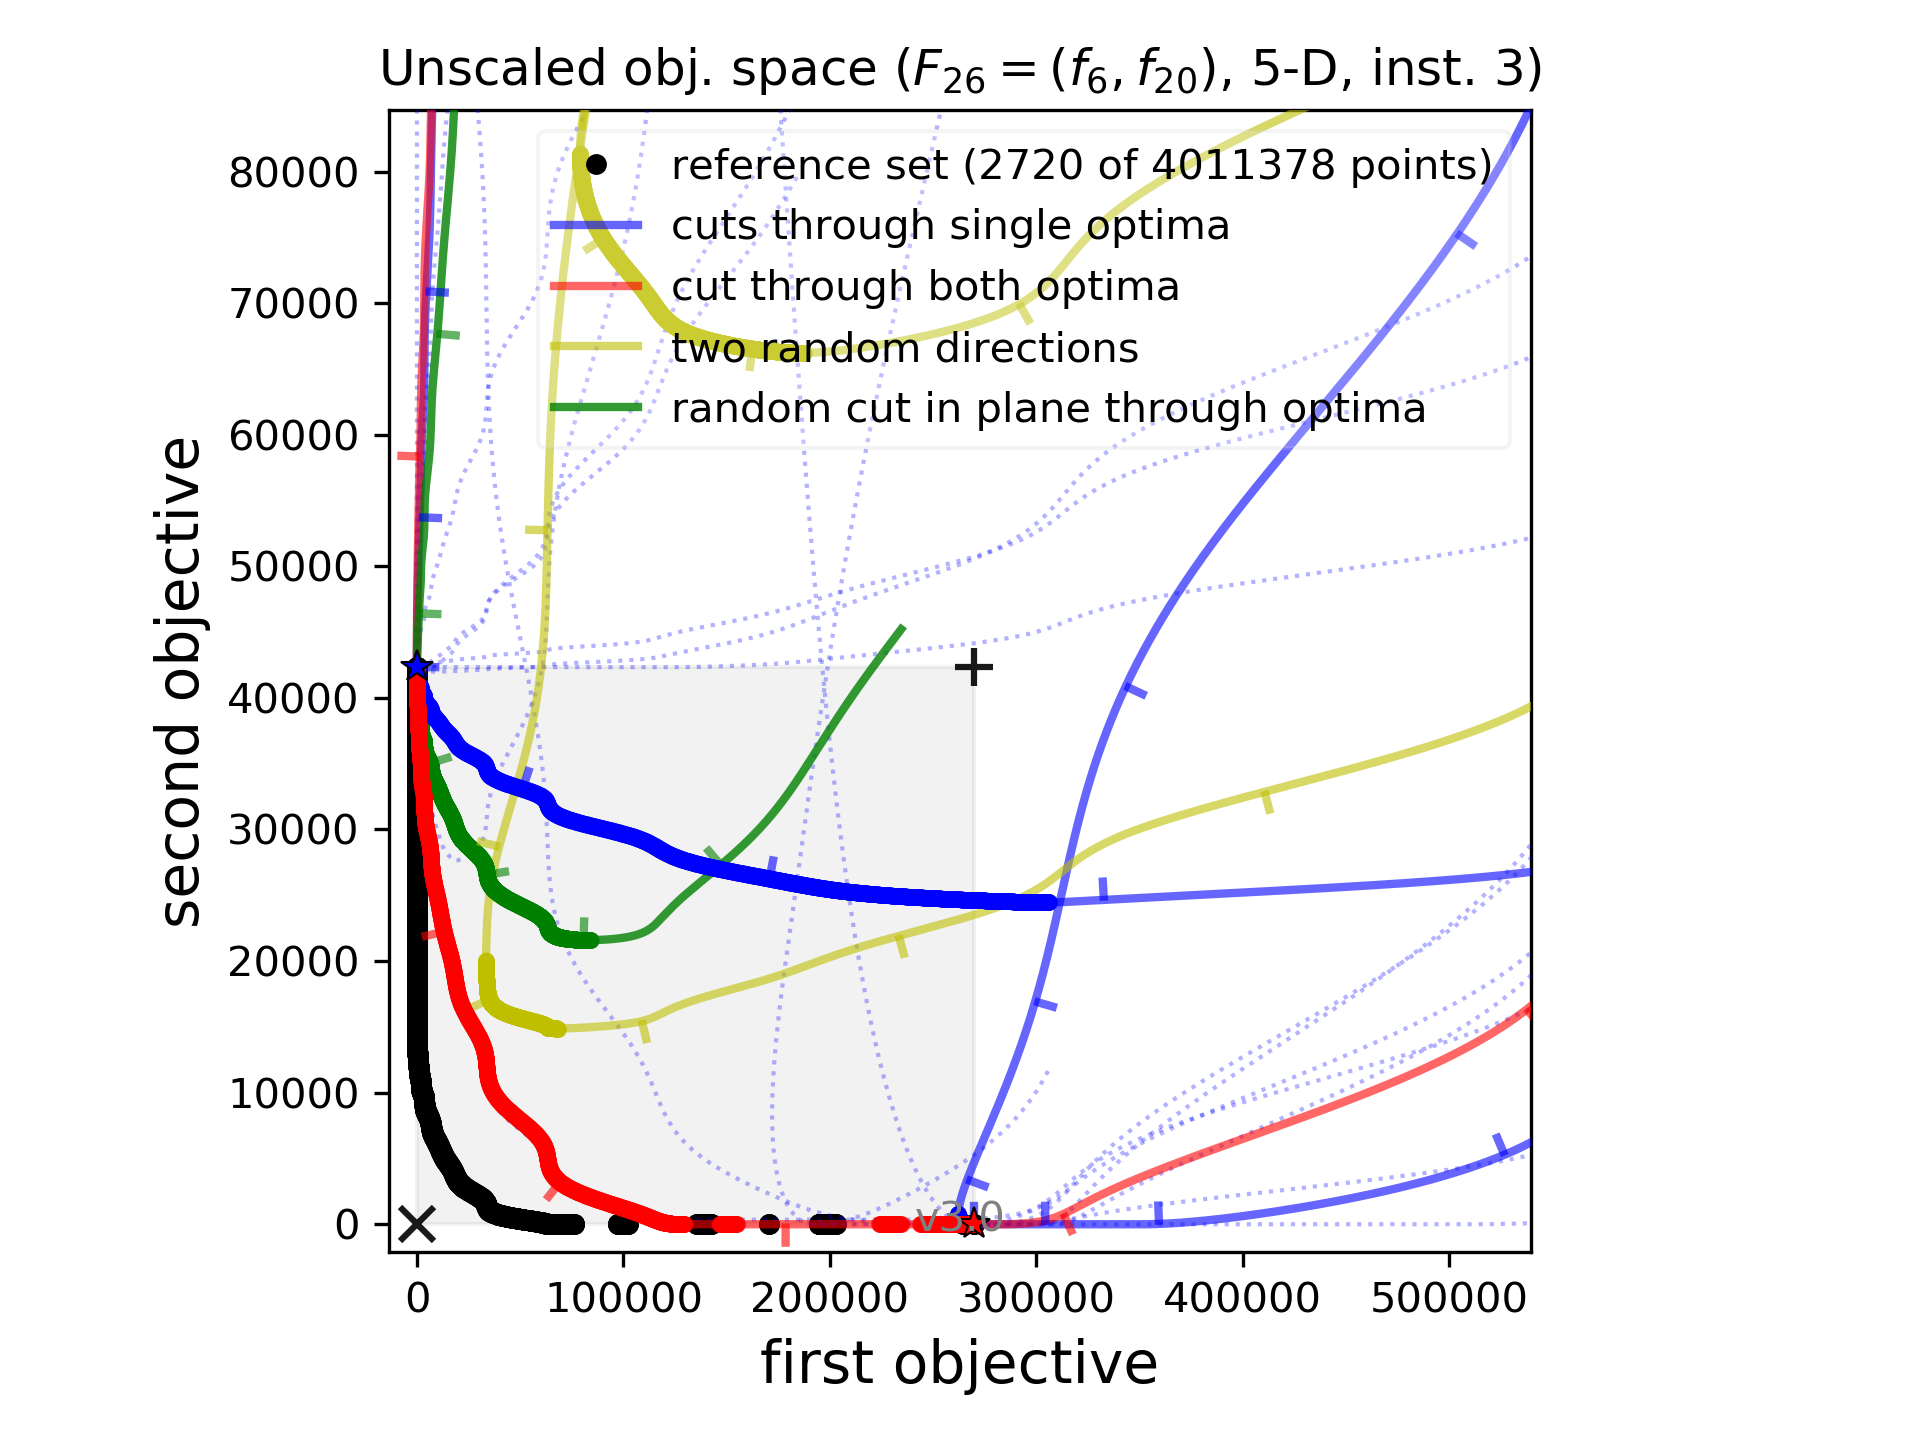 Unscaled obj. space (F26 = (f6, f20), 5-D, inst. 3)
reference set (2720 of 4011378 points)
cuts through single optima
cut through both optima
two random directions
random cut in plane through optima
second objective
80000
70000
60000
50000
40000
30000
20000
10000
0
v3.0
0 100000 200000 300000 400000 500000
first objective